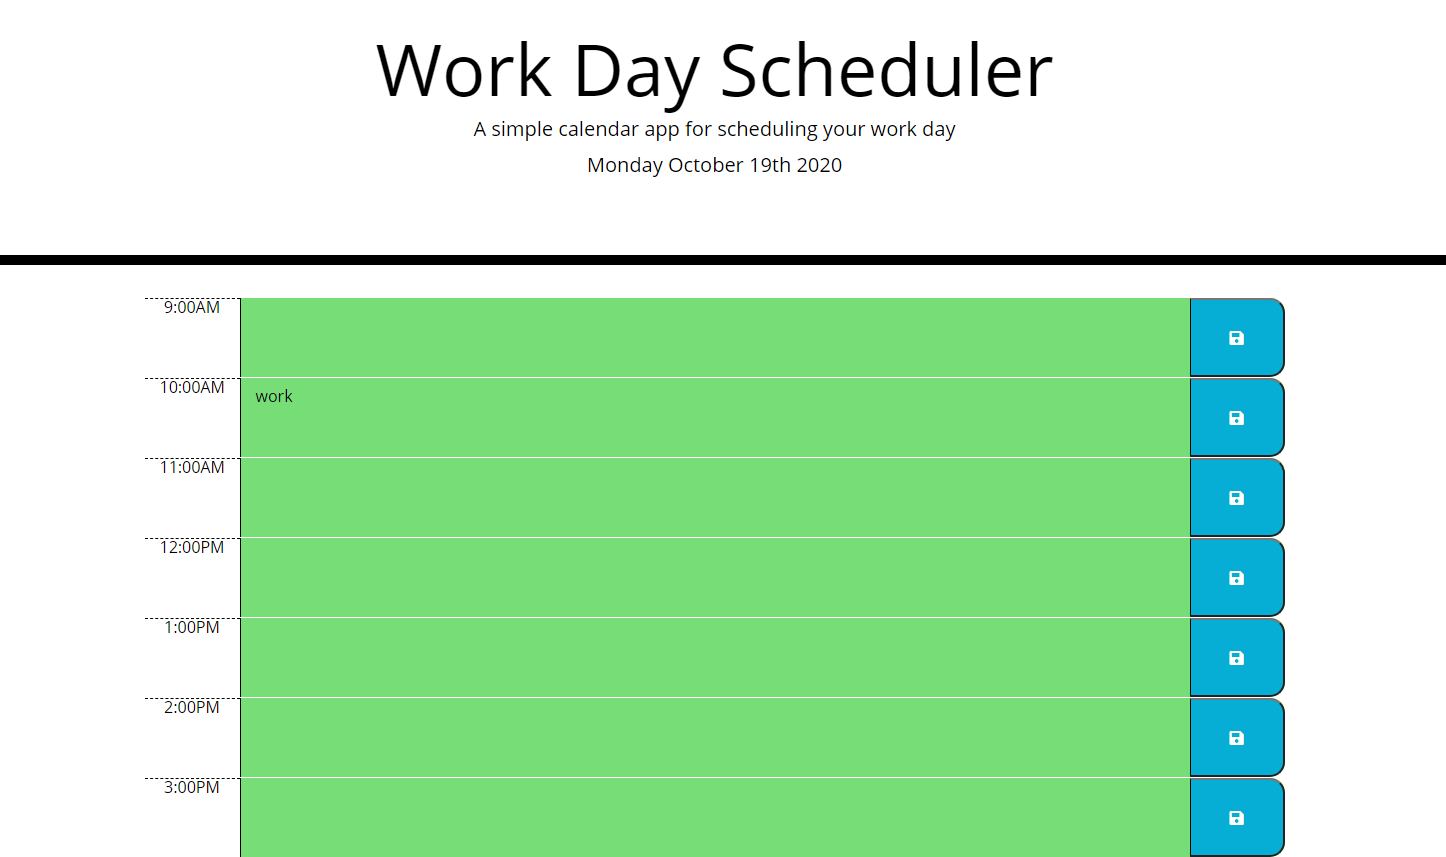 Work Day Scheduler
A simple calendar app for scheduling your work day
Monday October 19th 2020
9:00AM
10:00AM
work
11:00AM
12:00PM
1:00PM
2:00PM
3:00PM